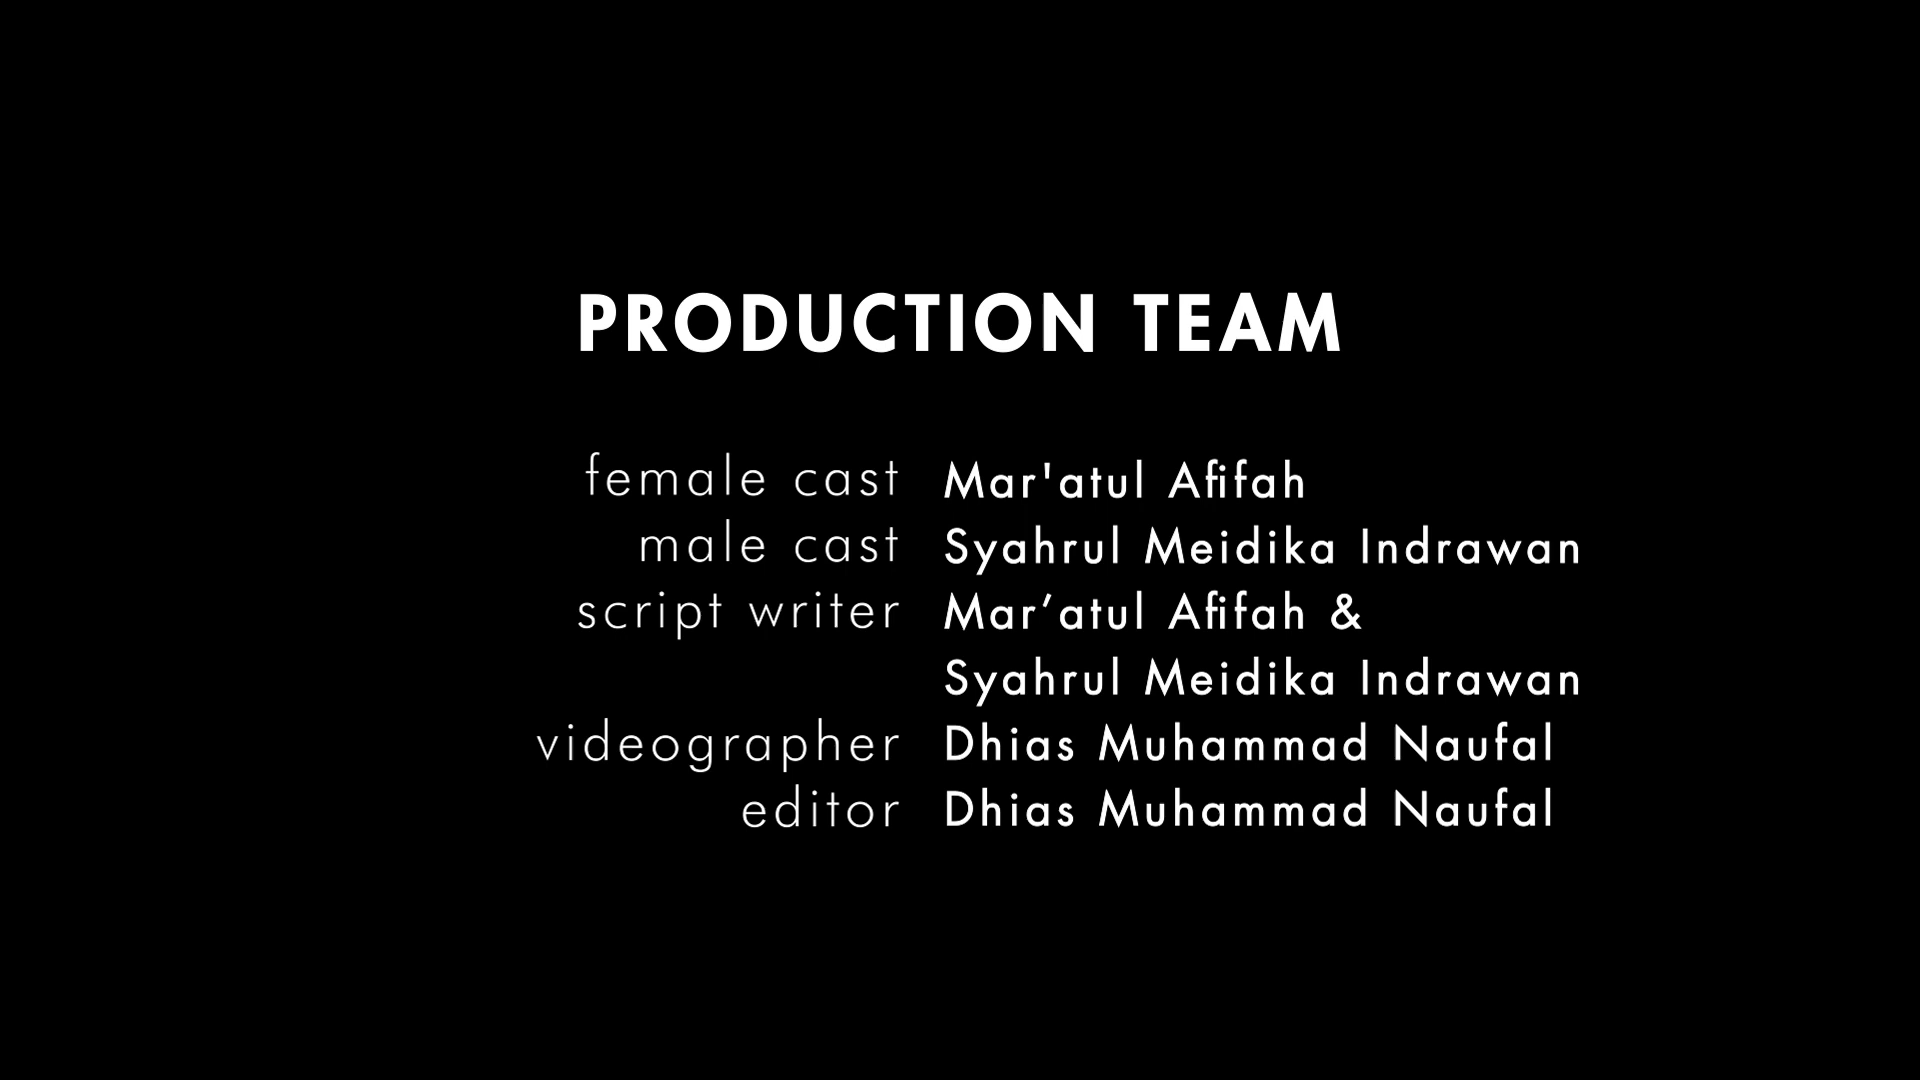 PRODUCTION TEAM
female cast Mar'atul Afifah
male cast Syahrul Meidika Indrawan
script writer Mar’atul Afifah &
Syahrul Meidika Indrawan
videographer Dhias Muhammad Naufal
editor Dhias Muhammad Naufal